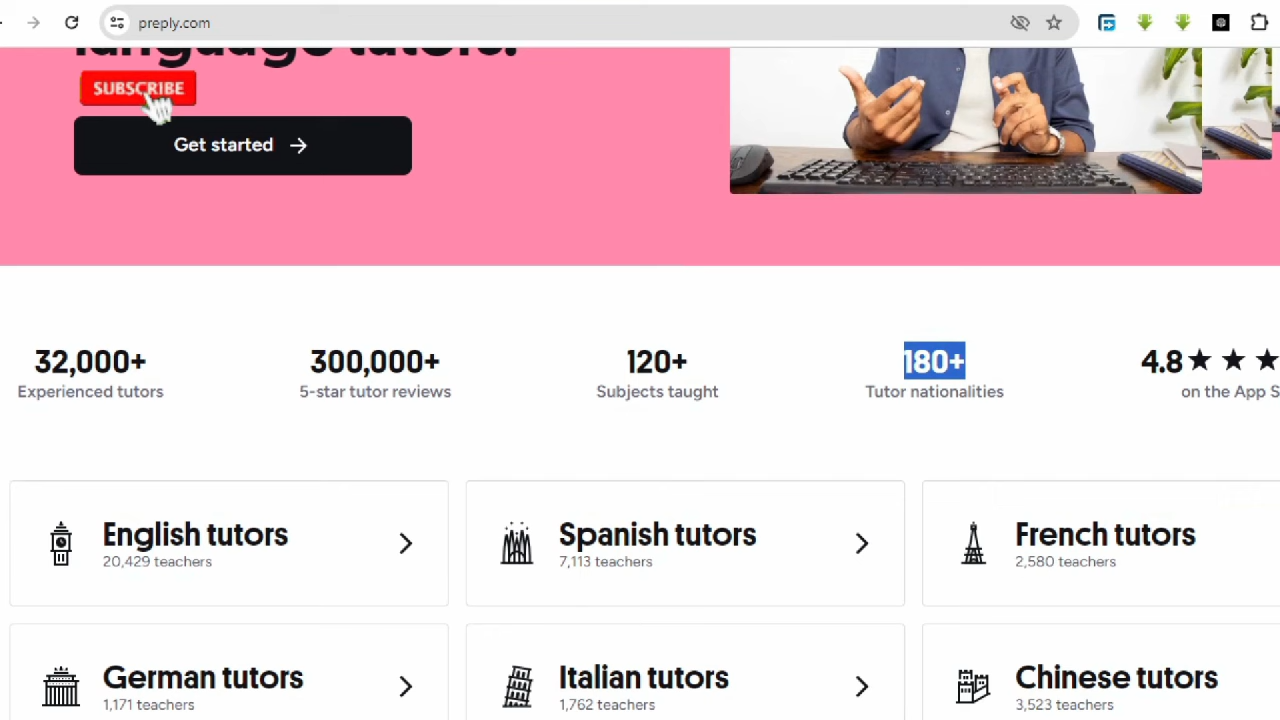 preply.com
language tutors.
SUBSCRIBE
Get started
32,000+
Experienced tutors
300,000+
5-star tutor reviews
120+
Subjects taught
180+
Tutor nationalities
4.8
on the App S
English tutors
20,429 teachers
Spanish tutors
7,113 teachers
French tutors
2,580 teachers
German tutors
1,171 teachers
Italian tutors
1,762 teachers
Chinese tutors
3,523 teachers